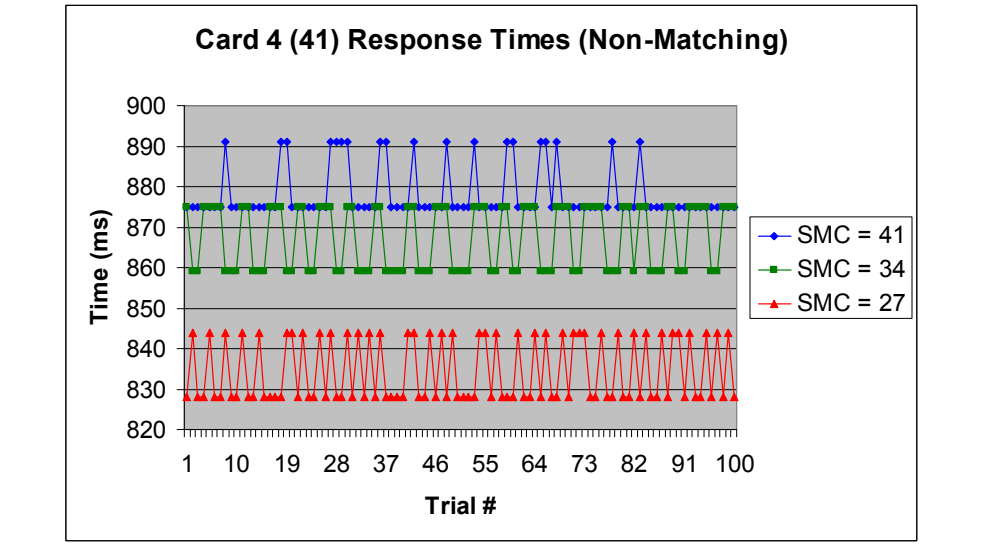 Card 4 (41) Response Times (Non-Matching)
900
890
880
870
860
850
840
830
820
Time (ms)
1 10 19 28 37 46 55 64 73 82 91 100
Trial #
SMC = 41
SMC = 34
SMC = 27